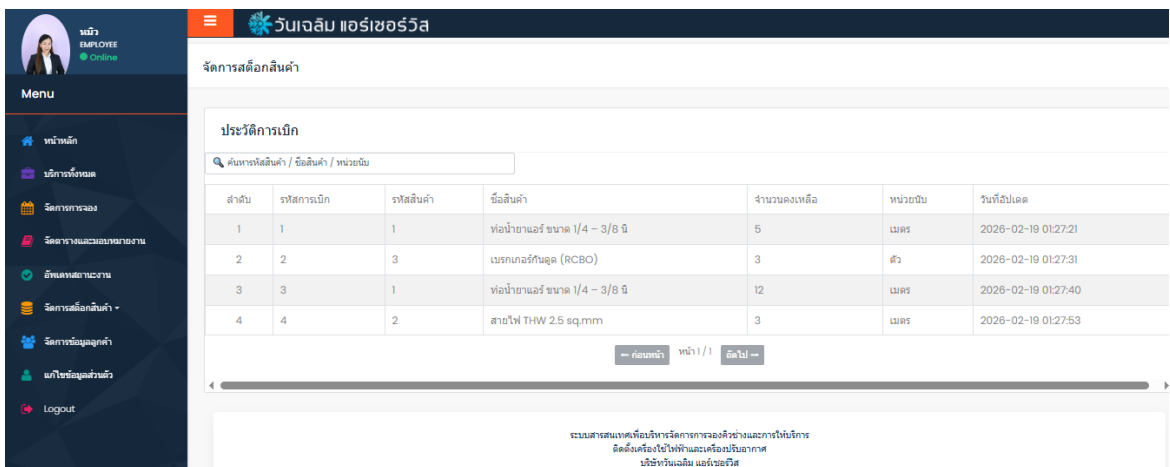 หมิว
EMPLOYEE
Online
Menu
หน้าหลัก
บริการทั้งหมด
จัดการการจอง
จัดตารางและมอบหมายงาน
อัพเดทสถานะงาน
จัดการสต็อกสินค้า
จัดการข้อมูลลูกค้า
แก้ไขข้อมูลส่วนตัว
Logout
วันเฉลิม แอร์เซอร์วิส
จัดการสต็อกสินค้า
ประวัติการเบิก
ค้นหารหัสสินค้า / ชื่อสินค้า / หน่วยนับ
ลำดับ รหัสการเบิก รหัสสินค้า ชื่อสินค้า จำนวนคงเหลือ หน่วยนับ วันที่อัปเดต
1 1 1 ท่อน้ำยาแอร์ ขนาด 1/4 – 3/8 นิ 5 เมตร 2026-02-19 01:27:21
2 2 3 เบรกเกอร์กันดูด (RCBO) 3 ตัว 2026-02-19 01:27:31
3 3 1 ท่อน้ำยาแอร์ ขนาด 1/4 – 3/8 นิ 12 เมตร 2026-02-19 01:27:40
4 4 2 สายไฟ THW 2.5 sq.mm 3 เมตร 2026-02-19 01:27:53
← ก่อนหน้า หน้า 1 / 1 ถัดไป →
ระบบสารสนเทศเพื่อบริหารจัดการการจองคิวช่างและการให้บริการ
ติดตั้งเครื่องใช้ไฟฟ้าและเครื่องปรับอากาศ
บริษัทวันเฉลิม แอร์เซอร์วิส